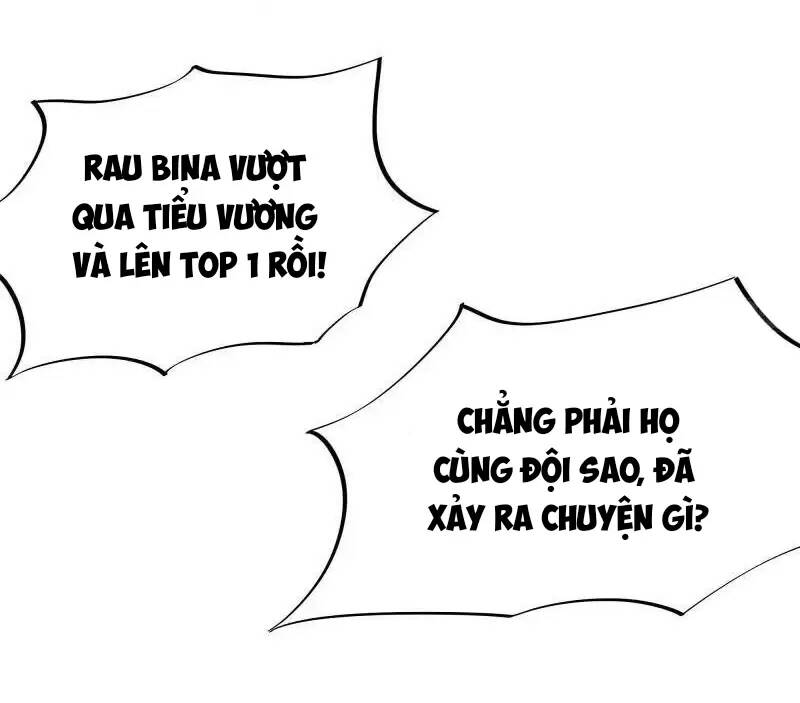 RAU BINA VƯỢT
QUA TIỂU VƯƠNG
VÀ LÊN TOP 1 RỒI!
CHẲNG PHẢI HỌ
CÙNG ĐỘI SAO, ĐÃ
XẢY RA CHUYỆN GÌ?